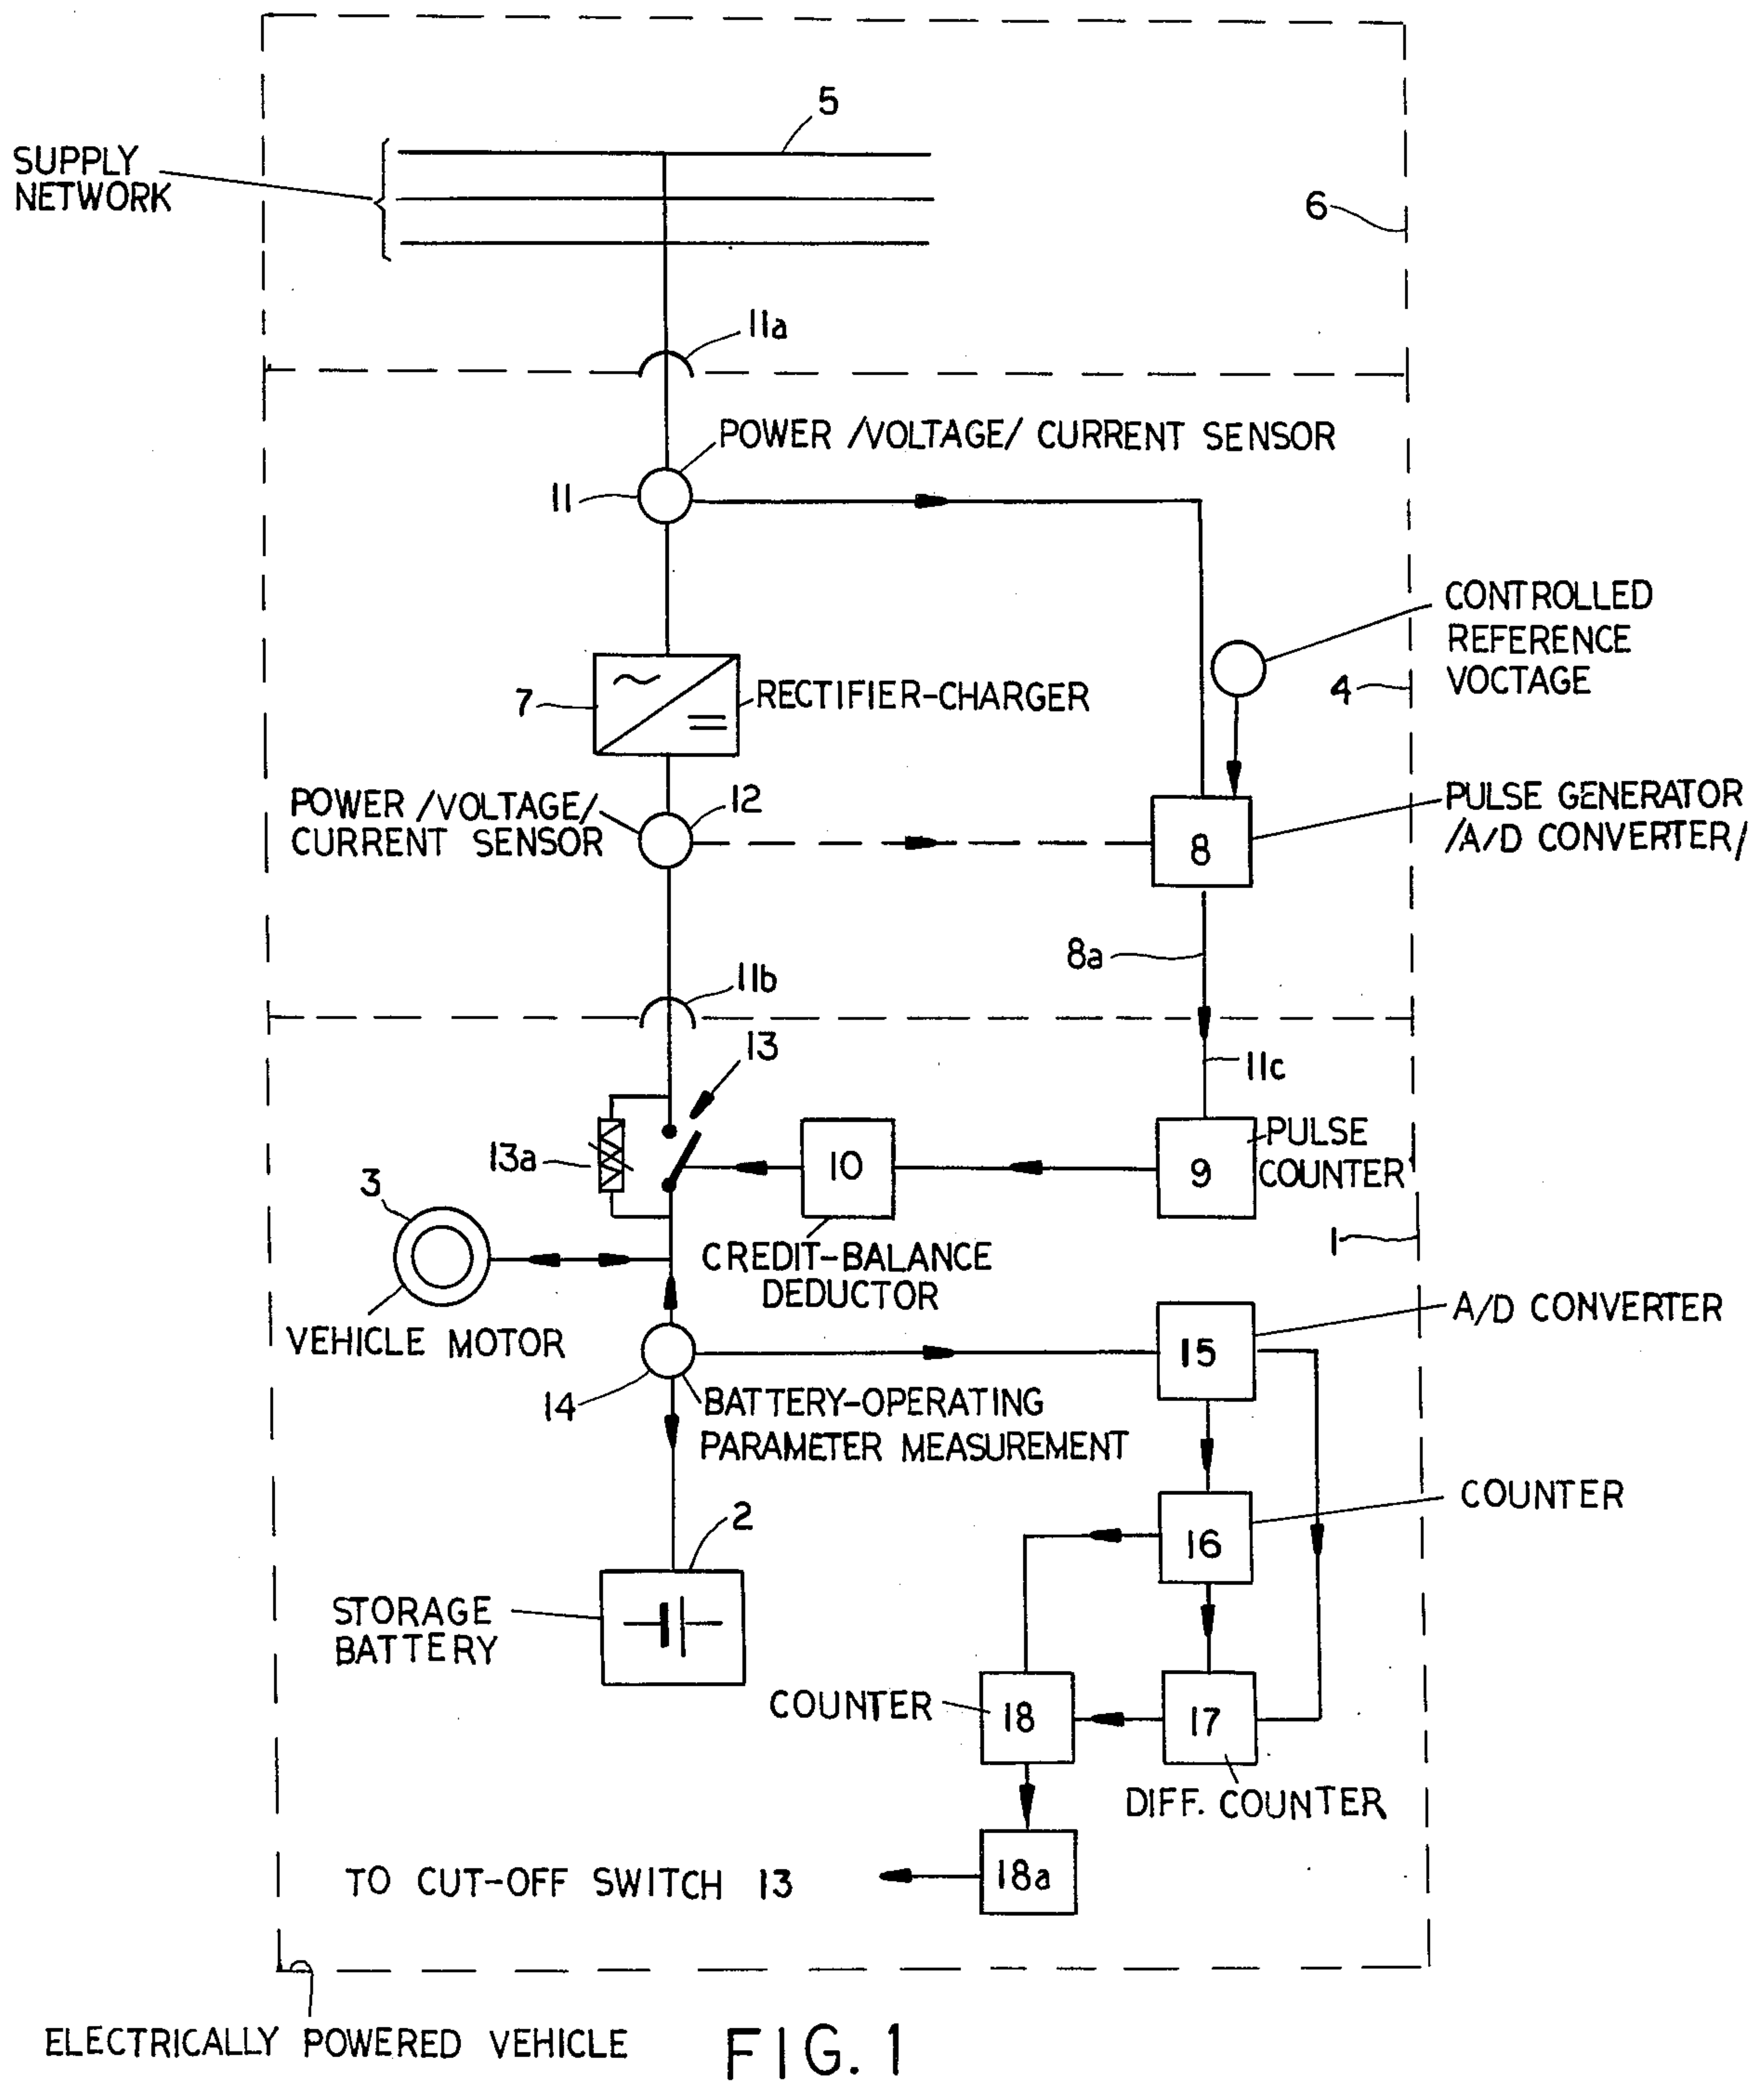 5
SUPPLY
NETWORK
6
11a
POWER /VOLTAGE/ CURRENT SENSOR
11
CONTROLLED
REFERENCE
VOCTAGE
4
7
RECTIFIER-CHARGER
12
POWER /VOLTAGE/
CURRENT SENSOR
PULSE GENERATOR
/A/D CONVERTER/
8
8a
11b
13
11c
PULSE
COUNTER
13a
10
9
3
CREDIT-BALANCE
DEDUCTOR
1
VEHICLE MOTOR
A/D CONVERTER
15
14
BATTERY-OPERATING
PARAMETER MEASUREMENT
COUNTER
2
16
STORAGE
BATTERY
COUNTER
18
17
DIFF. COUNTER
TO CUT-OFF SWITCH 13
18a
ELECTRICALLY POWERED VEHICLE
FIG. 1